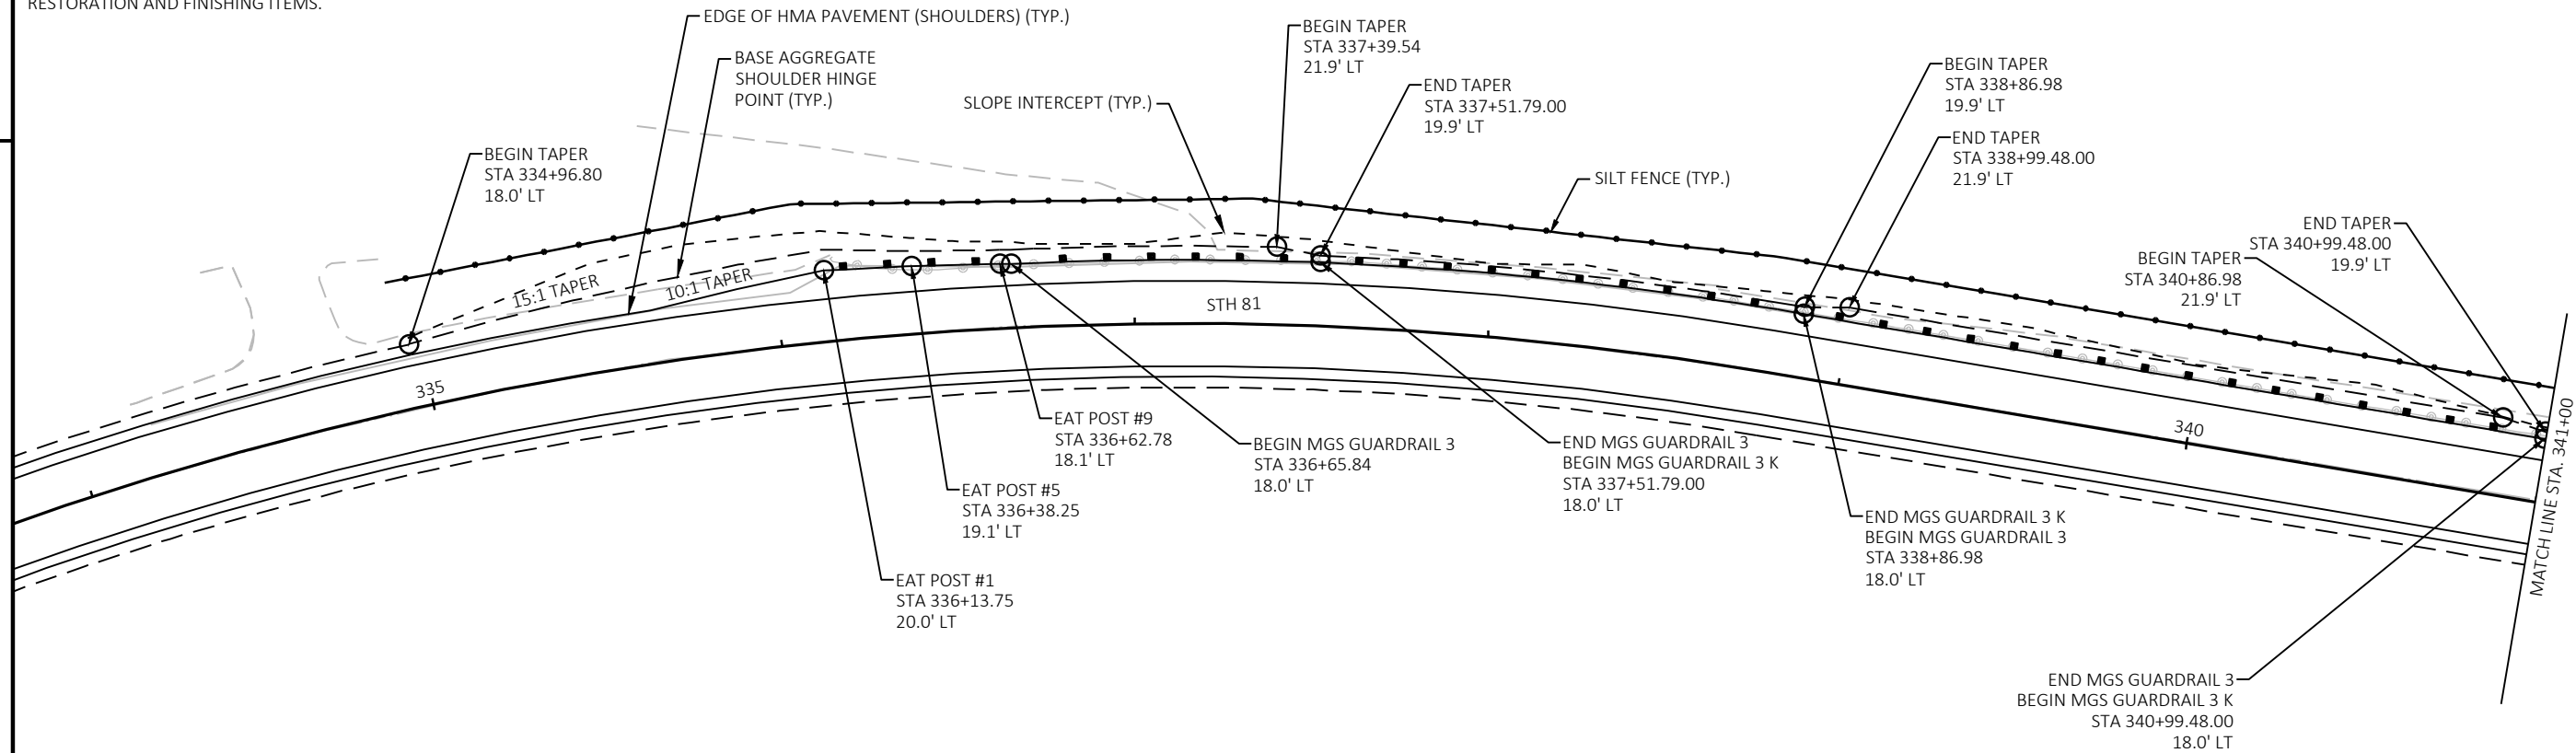 RESTORATION AND FINISHING ITEMS.
EDGE OF HMA PAVEMENT (SHOULDERS) (TYP.)
BASE AGGREGATE
SHOULDER HINGE
POINT (TYP.)
SLOPE INTERCEPT (TYP.)
BEGIN TAPER
STA 334+96.80
18.0' LT
BEGIN TAPER
STA 337+39.54
21.9' LT
END TAPER
STA 337+51.79.00
19.9' LT
SILT FENCE (TYP.)
BEGIN TAPER
STA 338+86.98
19.9' LT
END TAPER
STA 338+99.48.00
21.9' LT
END TAPER
STA 340+99.48.00
19.9' LT
BEGIN TAPER
STA 340+86.98
21.9' LT
15:1 TAPER
10:1 TAPER
STH 81
335
340
EAT POST #1
STA 336+13.75
20.0' LT
EAT POST #5
STA 336+38.25
19.1' LT
EAT POST #9
STA 336+62.78
18.1' LT
BEGIN MGS GUARDRAIL 3
STA 336+65.84
18.0' LT
END MGS GUARDRAIL 3
BEGIN MGS GUARDRAIL 3 K
STA 337+51.79.00
18.0' LT
END MGS GUARDRAIL 3 K
BEGIN MGS GUARDRAIL 3
STA 338+86.98
18.0' LT
END MGS GUARDRAIL 3
BEGIN MGS GUARDRAIL 3 K
STA 340+99.48.00
18.0' LT
MATCH LINE STA. 341+00